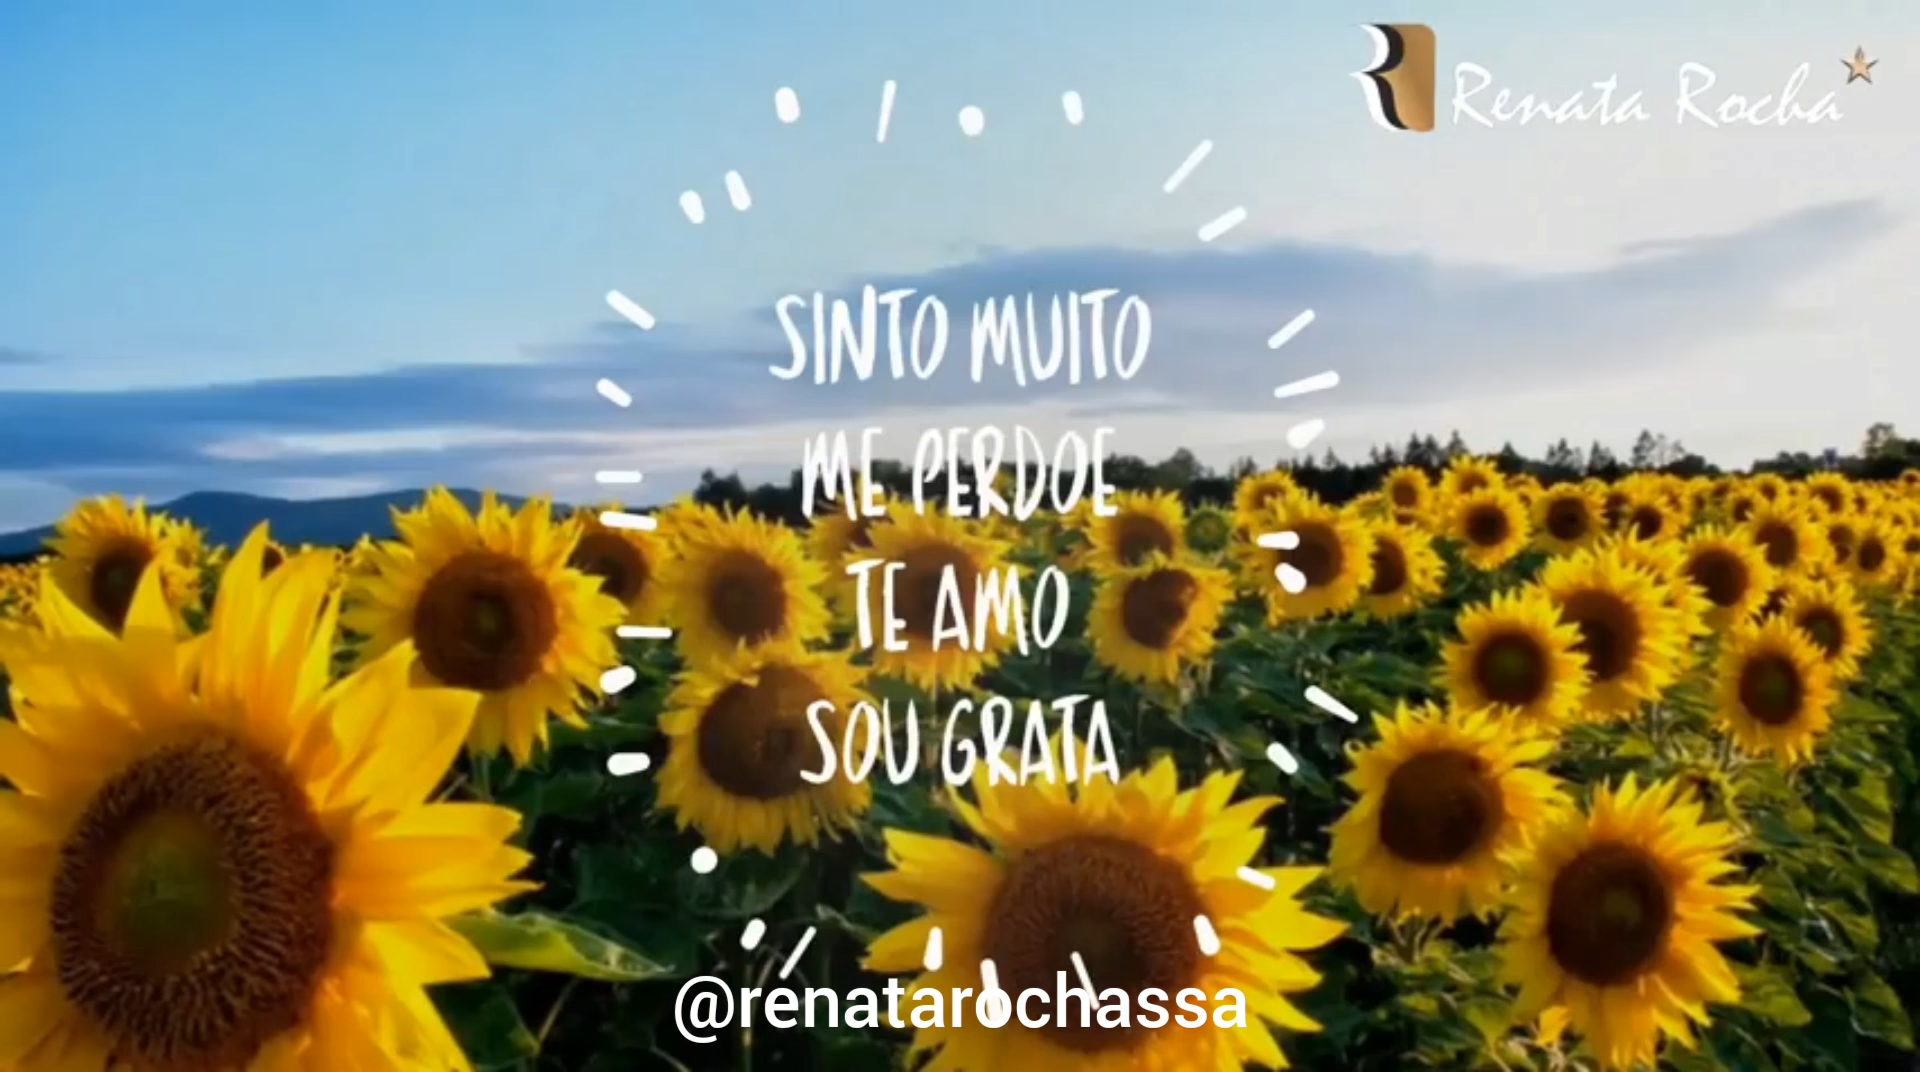 Renata Rocha
SINTO MUITO
ME PERDOE
TE AMO
SOU GRATA
@renatarochassa